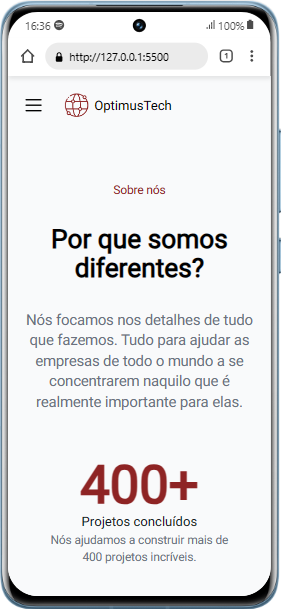 16:36 100%
http://127.0.0.1:5500 1
OptimusTech
Sobre nós
Por que somos
diferentes?
Nós focamos nos detalhes de tudo
que fazemos. Tudo para ajudar as
empresas de todo o mundo a se
concentrarem naquilo que é
realmente importante para elas.
400+
Projetos concluídos
Nós ajudamos a construir mais de
400 projetos incríveis.